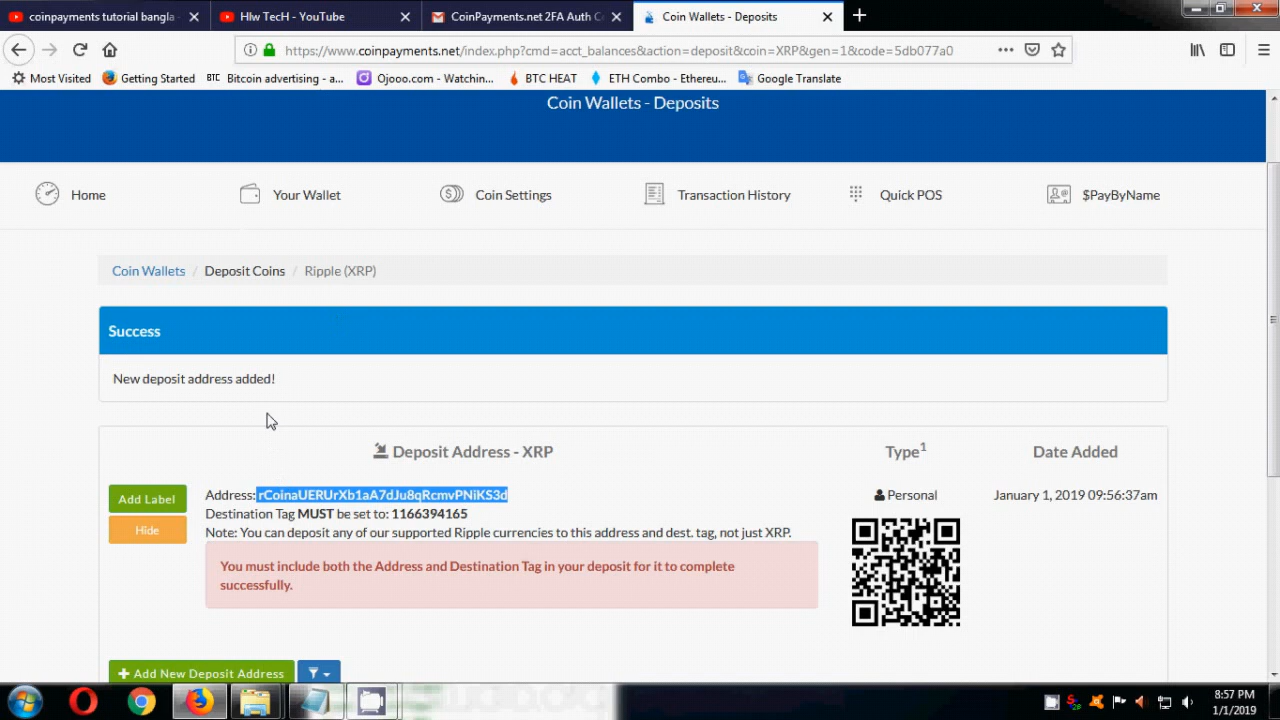 coinpayments tutorial bangla
Hlw TecH - YouTube
CoinPayments.net 2FA Auth C
Coin Wallets - Deposits
https://www.coinpayments.net/index.php?cmd=acct_balances&action=deposit&coin=XRP&gen=1&code=5db077a0
Most Visited
Getting Started
BTC Bitcoin advertising - a...
Ojooo.com - Watchin...
BTC HEAT
ETH Combo - Ethereu...
Google Translate
Coin Wallets - Deposits
Home
Your Wallet
Coin Settings
Transaction History
Quick POS
$PayByName
Coin Wallets / Deposit Coins / Ripple (XRP)
Success
New deposit address added!
Deposit Address - XRP
Type1
Date Added
Add Label
Hide
Address: rCoinaUERUrXb1aA7dJu8qRcmvPNiKS3d
Destination Tag MUST be set to: 1166394165
Note: You can deposit any of our supported Ripple currencies to this address and dest. tag, not just XRP.
You must include both the Address and Destination Tag in your deposit for it to complete
successfully.
Personal
January 1, 2019 09:56:37am
+ Add New Deposit Address
8:57 PM
1/1/2019